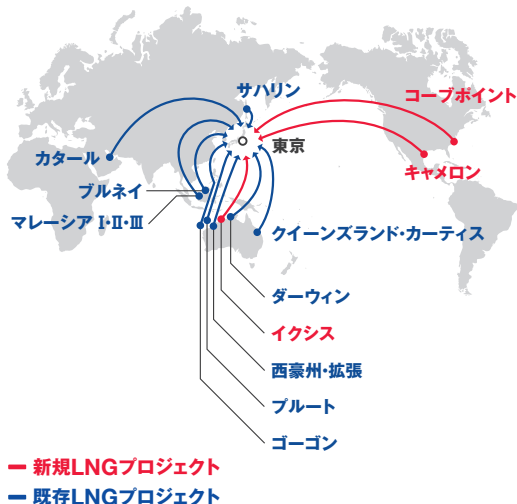 サハリン
コーブポイント
東京
カタール
キャメロン
ブルネイ
マレーシア Ⅰ・Ⅱ・Ⅲ
クイーンズランド・カーティス
ダーウィン
イクシス
西豪州・拡張
プルート
ゴーゴン
新規LNGプロジェクト
既存LNGプロジェクト